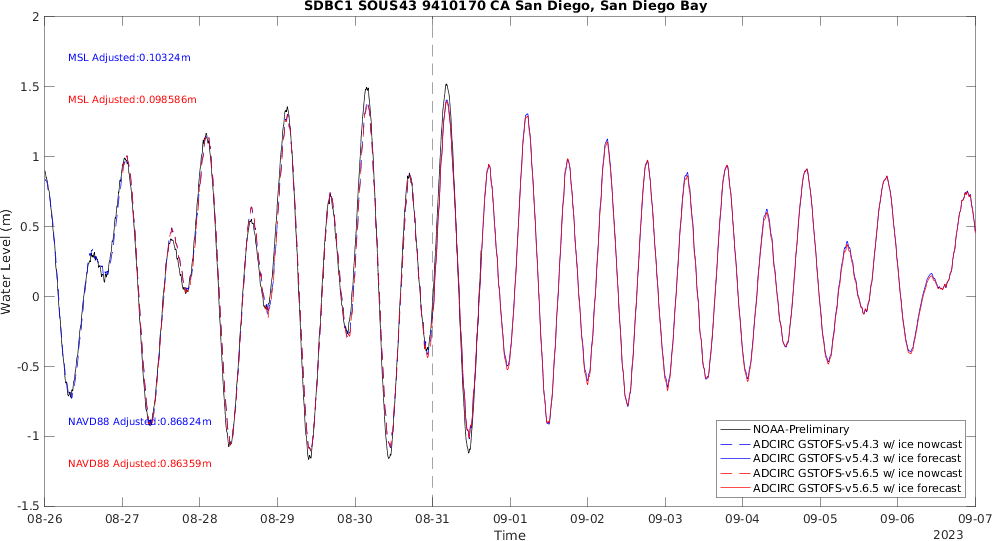 SDBC1 SOUS43 9410170 CA San Diego, San Diego Bay
2
MSL Adjusted:0.10324m
1.5
MSL Adjusted:0.098586m
1
0.5
Water Level (m)
0
-0.5
NAVD88 Adjusted:0.86824m
-1
NAVD88 Adjusted:0.86359m
-1.5
NOAA-Preliminary
ADCIRC GSTOFS-v5.4.3 w/ ice nowcast
ADCIRC GSTOFS-v5.4.3 w/ ice forecast
ADCIRC GSTOFS-v5.6.5 w/ ice nowcast
ADCIRC GSTOFS-v5.6.5 w/ ice forecast
08-26 08-27 08-28 08-29 08-30 08-31 09-01 09-02 09-03 09-04 09-05 09-06 09-07
Time
2023